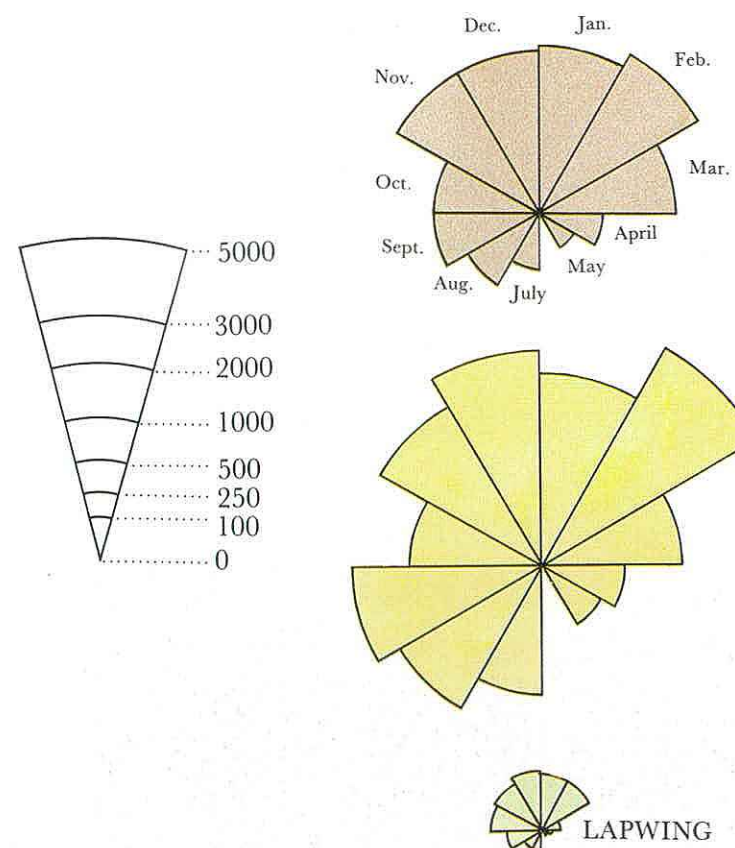 Dec.
Jan.
Nov.
Feb.
Oct.
Mar.
Sept.
April
Aug.
May
July
5000
3000
2000
1000
500
250
100
0
LAPWING